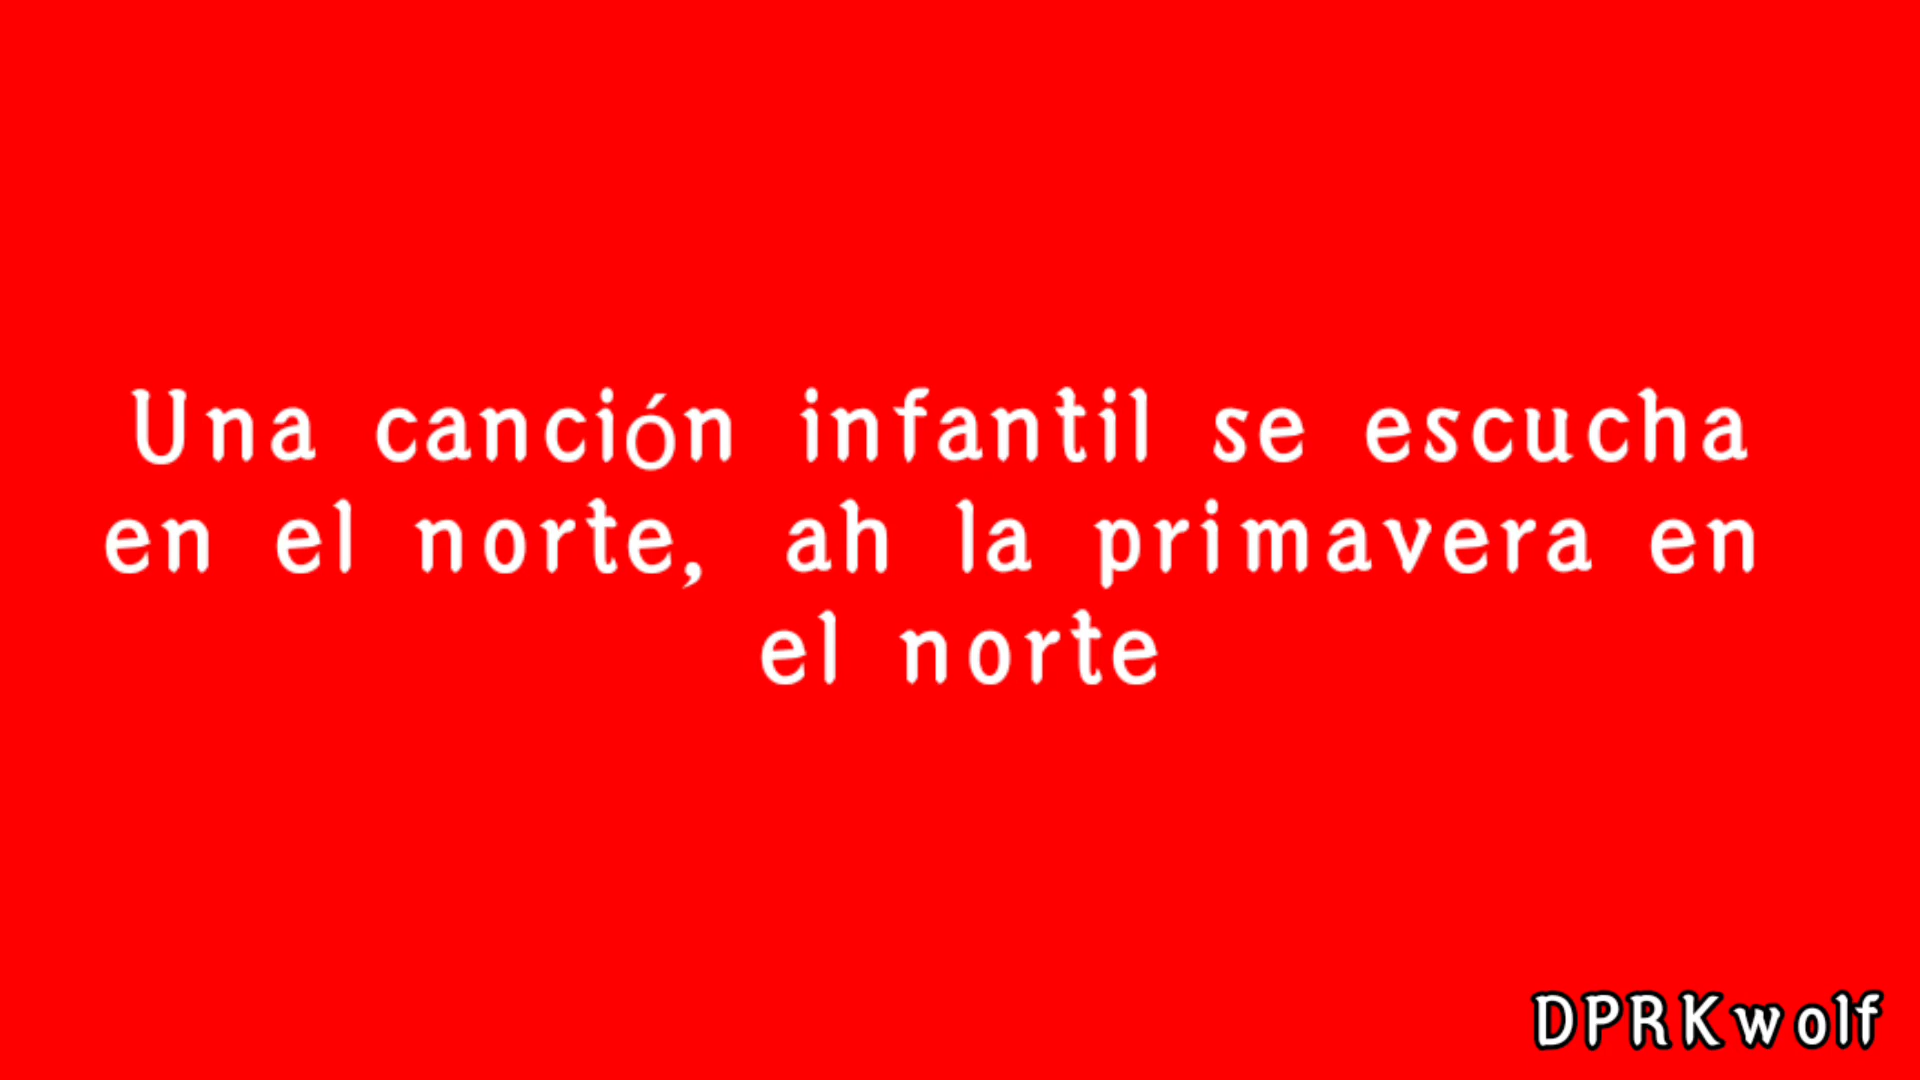 Una canción infantil se escucha
en el norte, ah la primavera en
el norte
DPRKwolf